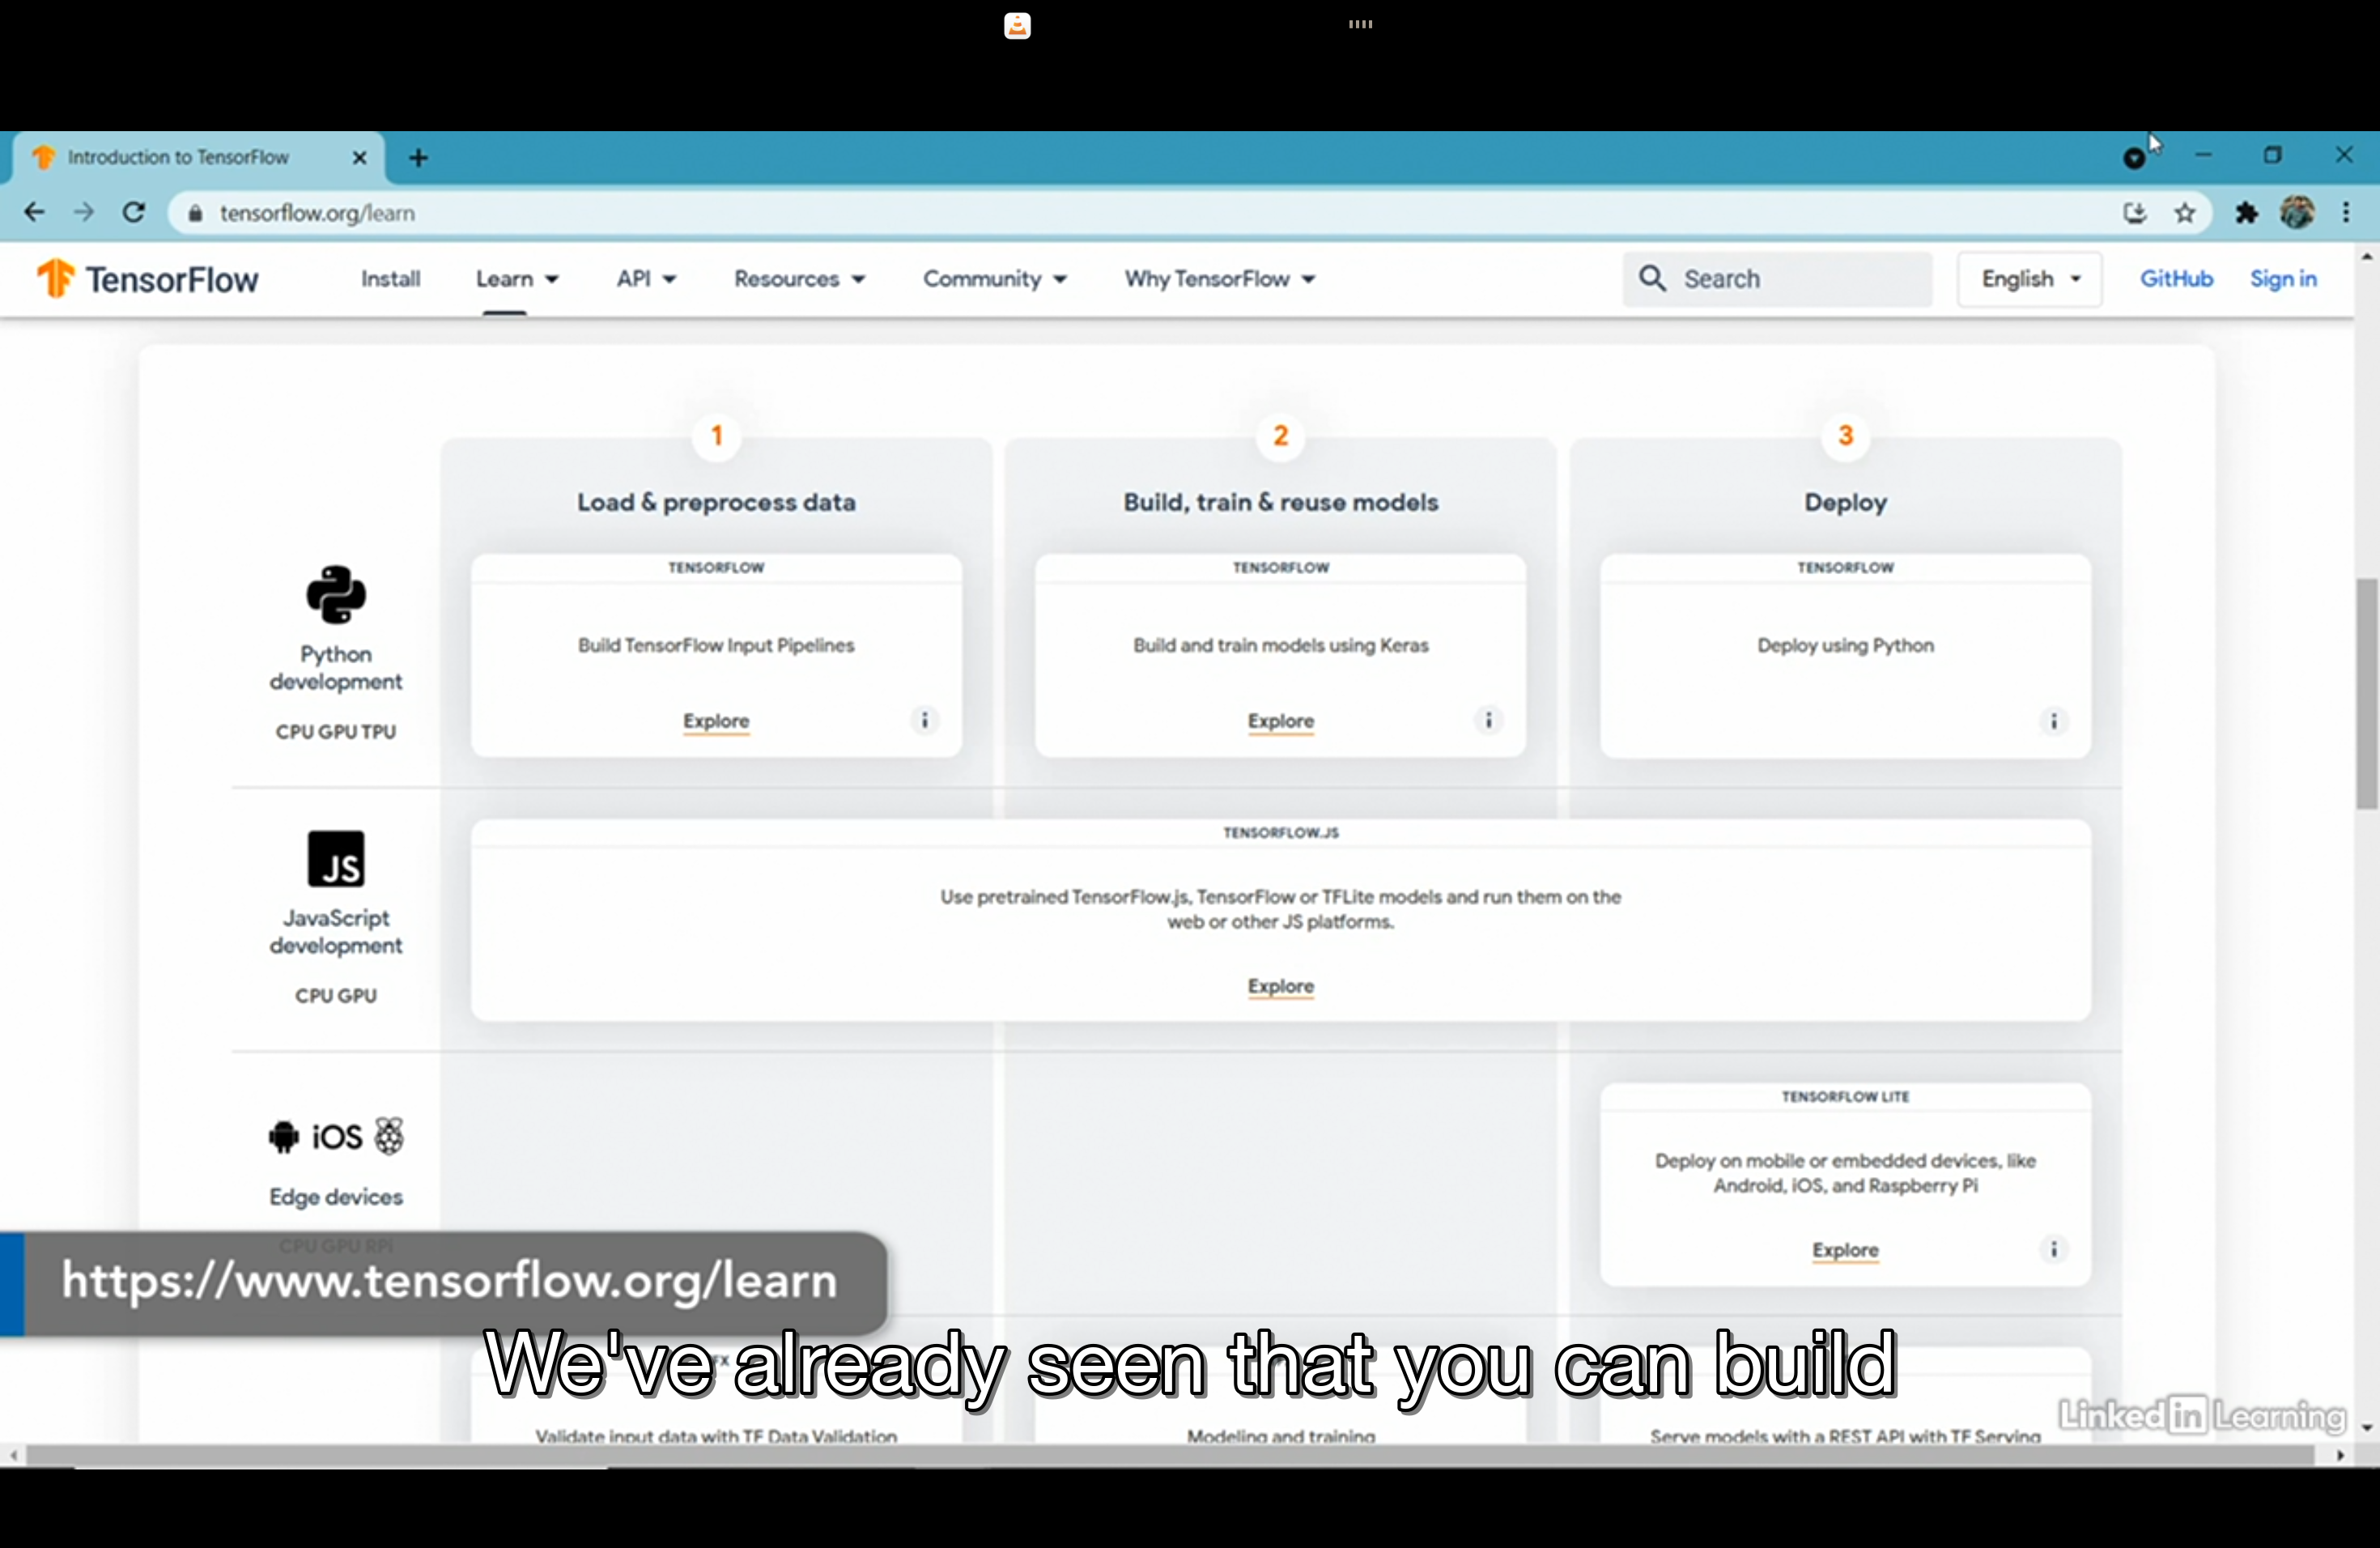 Introduction to TensorFlow
tensorflow.org/learn
TensorFlow
Install
Learn
API
Resources
Community
Why TensorFlow
Search
English
GitHub
Sign in
1
2
3
Load & preprocess data
Build, train & reuse models
Deploy
Python
development
CPU GPU TPU
TENSORFLOW
Build TensorFlow Input Pipelines
Explore
TENSORFLOW
Build and train models using Keras
Explore
TENSORFLOW
Deploy using Python
JS
JavaScript
development
CPU GPU
TENSORFLOW.JS
Use pretrained TensorFlow.js, TensorFlow or TFLite models and run them on the
web or other JS platforms.
Explore
iOS
Edge devices
CPU GPU RPI
TENSORFLOW LITE
Deploy on mobile or embedded devices, like
Android, iOS, and Raspberry Pi
Explore
https://www.tensorflow.org/learn
We've already seen that you can build
LinkedIn Learning
Validate input data with TF Data Validation
Modeling and training
Serve models with a REST API with TF Serving